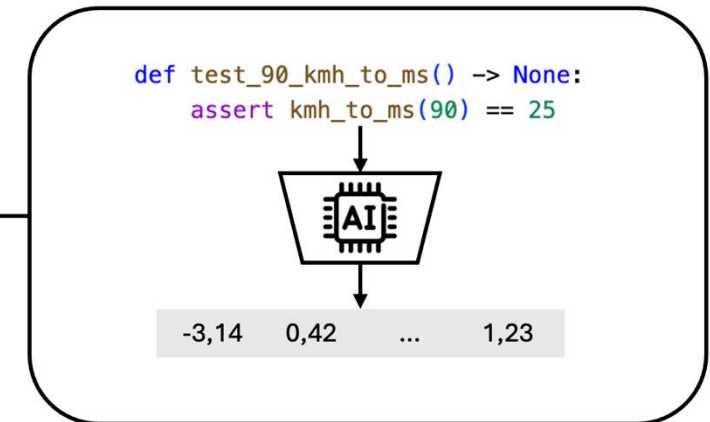 def test_90_kmh_to_ms() -> None:
assert kmh_to_ms(90) == 25
AI
-3,14 0,42 ... 1,23